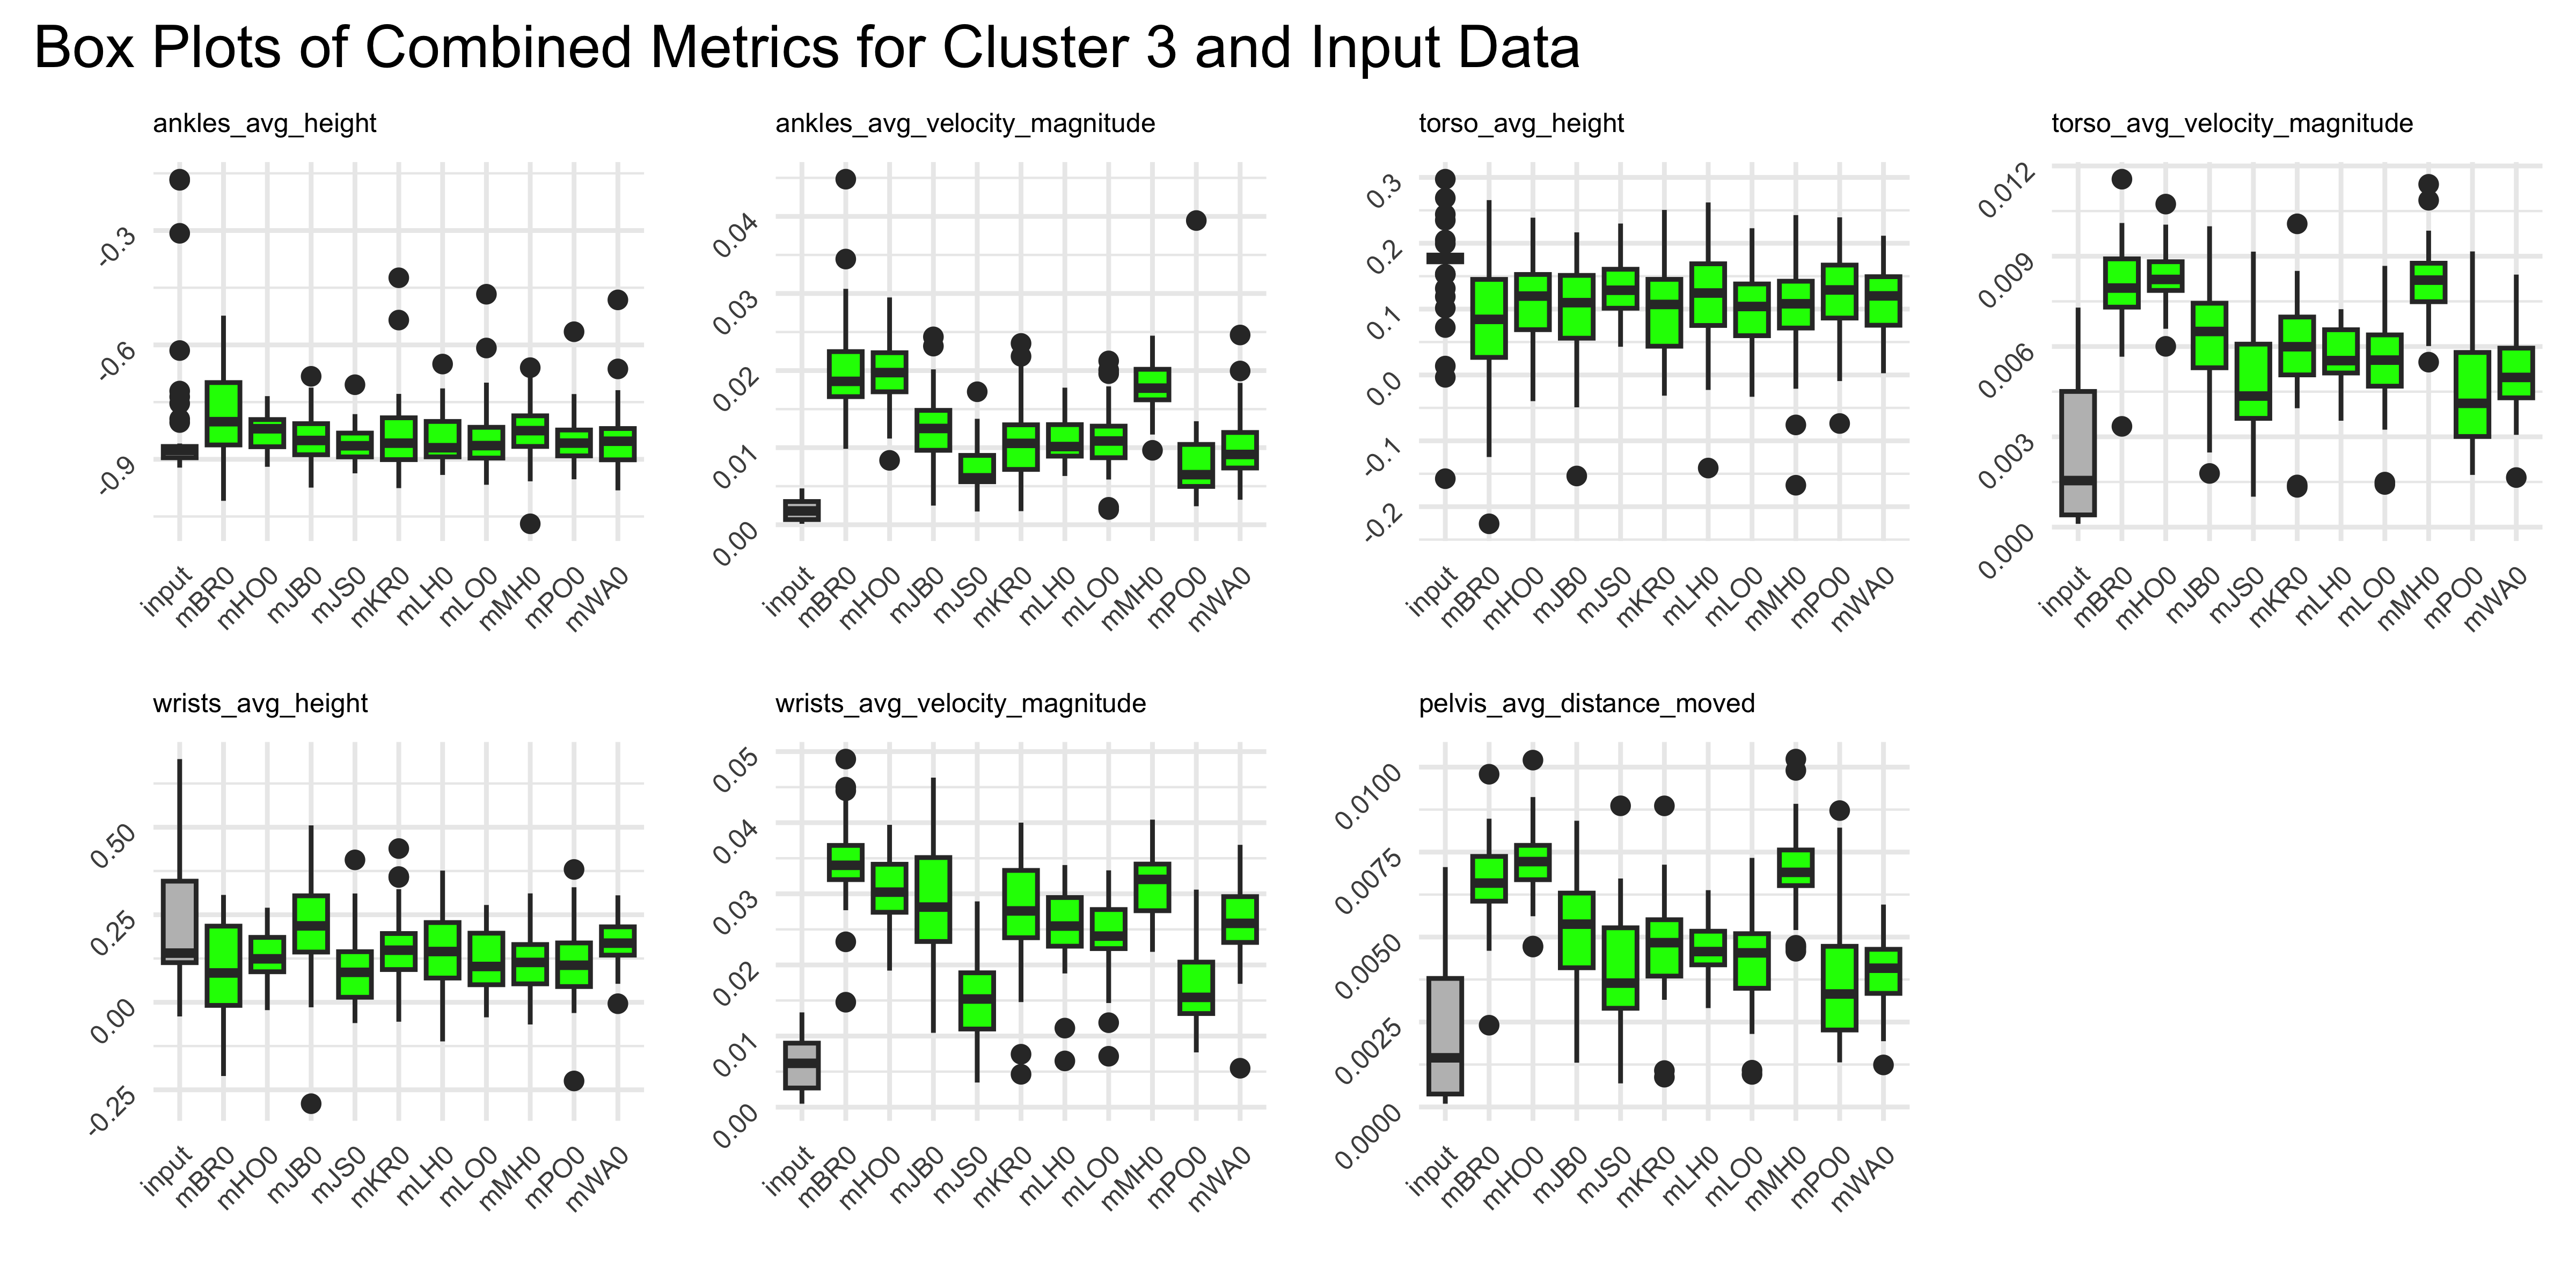 Box Plots of Combined Metrics for Cluster 3 and Input Data
ankles_avg_height
-0.3
-0.6
-0.9
input
mBR0
mHO0
mJB0
mJS0
mKR0
mLH0
mLO0
mMH0
mPO0
mWA0
ankles_avg_velocity_magnitude
0.04
0.03
0.02
0.01
0.00
input
mBR0
mHO0
mJB0
mJS0
mKR0
mLH0
mLO0
mMH0
mPO0
mWA0
torso_avg_height
0.3
0.2
0.1
0.0
-0.1
-0.2
input
mBR0
mHO0
mJB0
mJS0
mKR0
mLH0
mLO0
mMH0
mPO0
mWA0
torso_avg_velocity_magnitude
0.012
0.009
0.006
0.003
0.000
input
mBR0
mHO0
mJB0
mJS0
mKR0
mLH0
mLO0
mMH0
mPO0
mWA0
wrists_avg_height
0.50
0.25
0.00
-0.25
input
mBR0
mHO0
mJB0
mJS0
mKR0
mLH0
mLO0
mMH0
mPO0
mWA0
wrists_avg_velocity_magnitude
0.05
0.04
0.03
0.02
0.01
0.00
input
mBR0
mHO0
mJB0
mJS0
mKR0
mLH0
mLO0
mMH0
mPO0
mWA0
pelvis_avg_distance_moved
0.0100
0.0075
0.0050
0.0025
0.0000
input
mBR0
mHO0
mJB0
mJS0
mKR0
mLH0
mLO0
mMH0
mPO0
mWA0